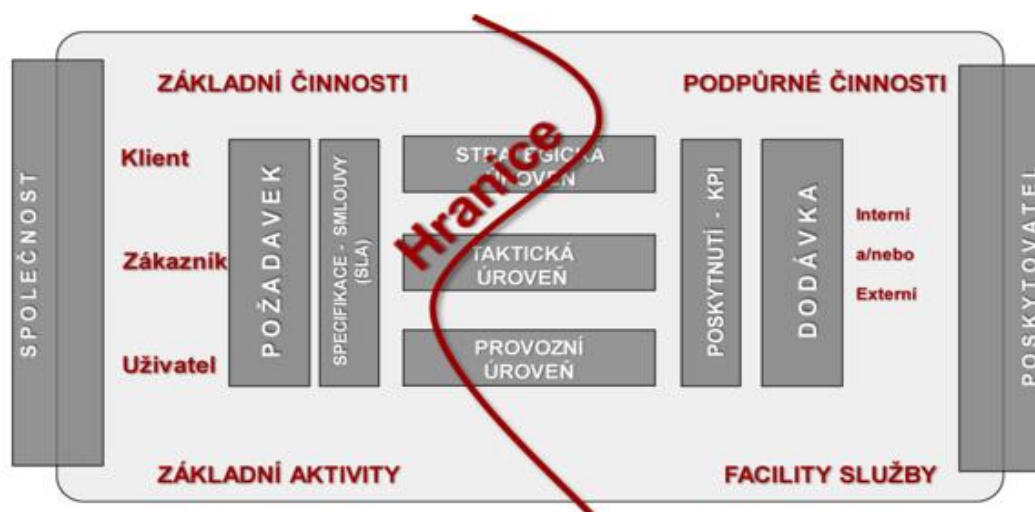 ZÁKLADNÍ ČINNOSTI
PODPŮRNÉ ČINNOSTI
SPOLEČNOST
Klient
Zákazník
Uživatel
POŽADAVEK
SPECIFIKACE - SMLOUVY
(SLA)
Hranice
STRATEGICKÁ
ÚROVEŇ
TAKTICKÁ
ÚROVEŇ
PROVOZNÍ
ÚROVEŇ
POSKYTNUTÍ - KPI
DODÁVKA
Interní
a/nebo
Externí
POSKYTOVATEL
ZÁKLADNÍ AKTIVITY
FACILITY SLUŽBY